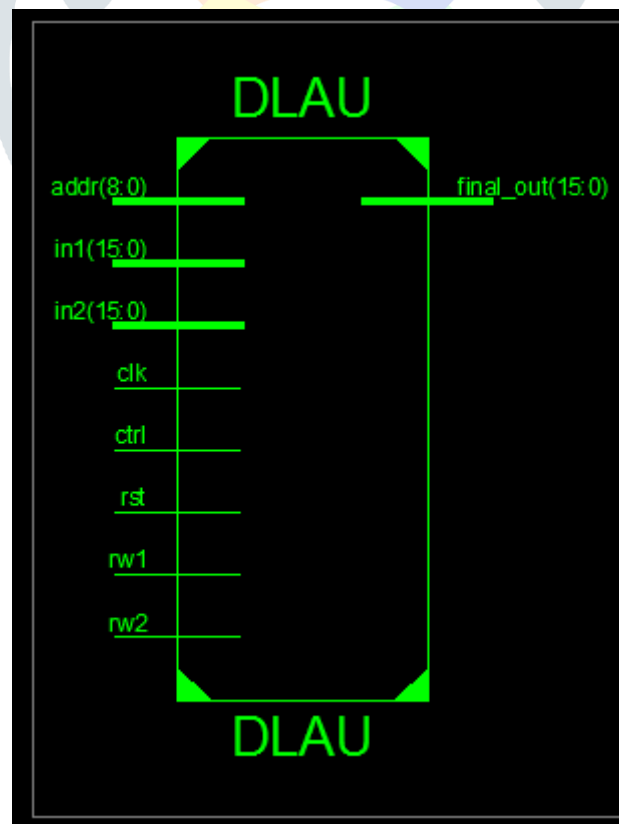 DLAU
addr(8:0)
final_out(15:0)
in1(15:0)
in2(15:0)
clk
ctrl
rst
rw1
rw2
DLAU